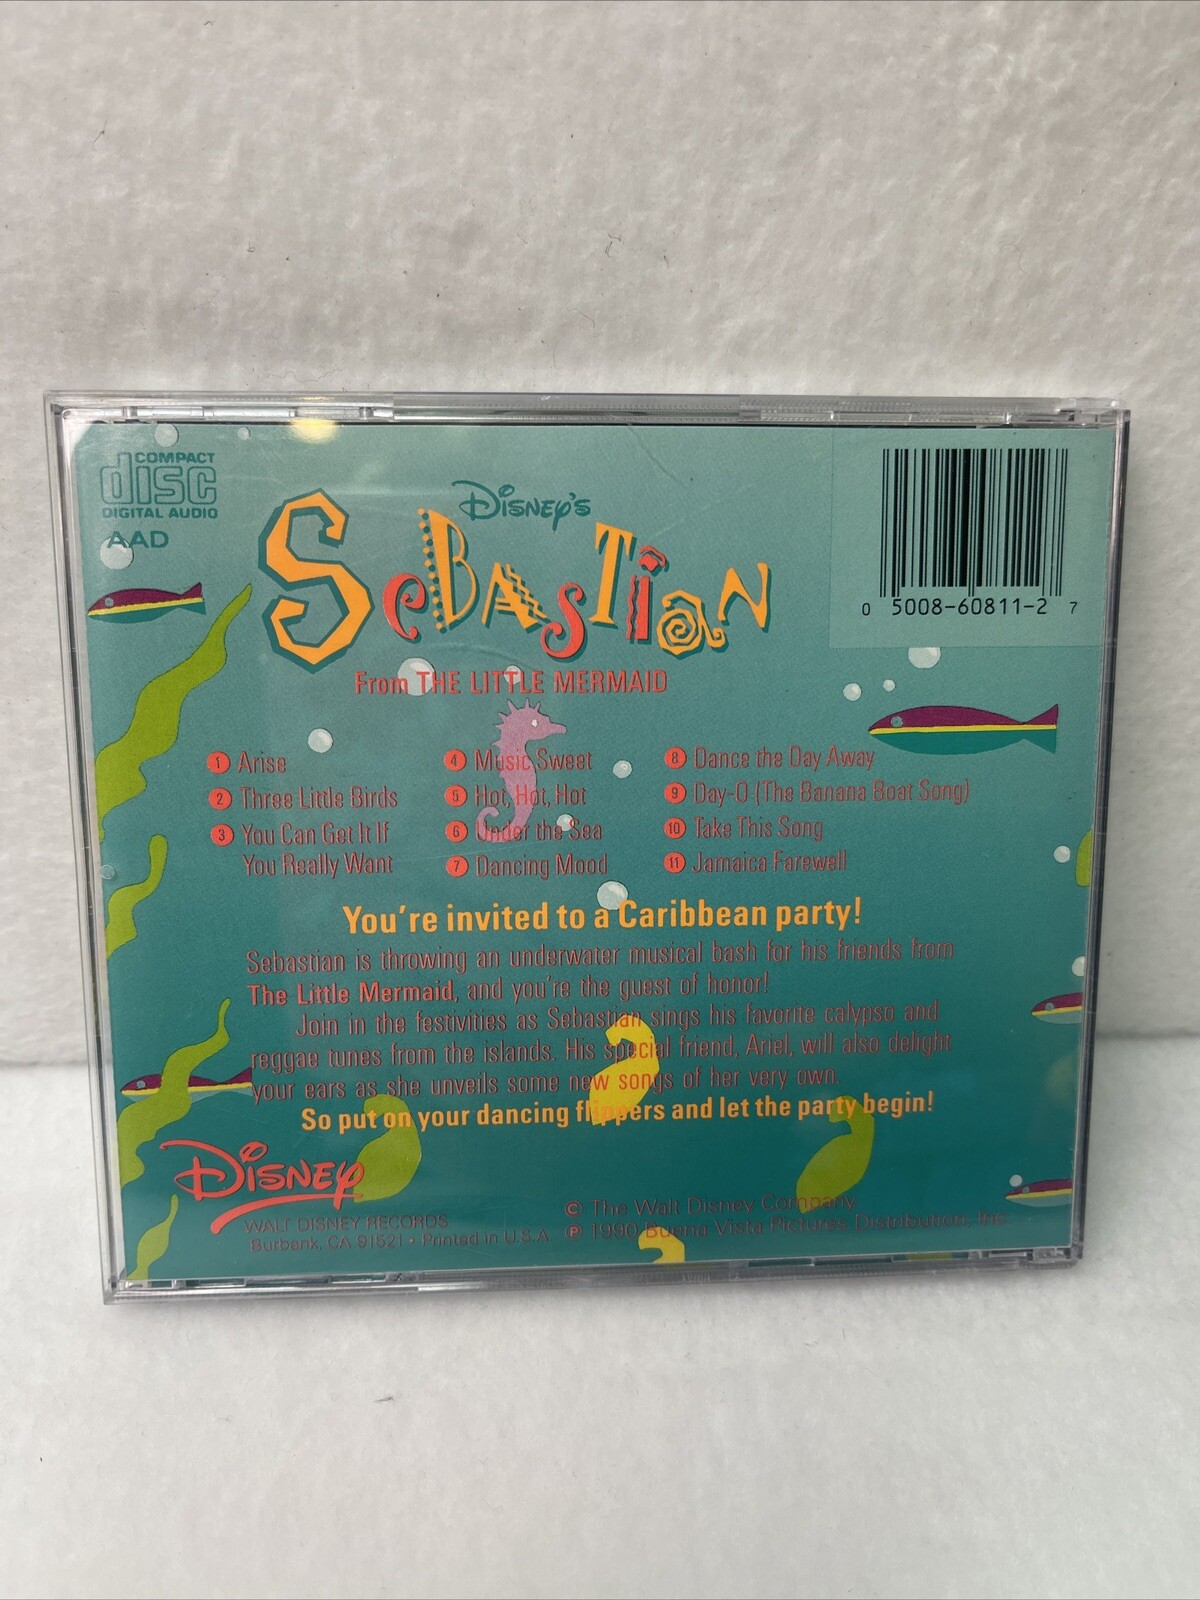 COMPACT
disc
DIGITAL AUDIO
AAD
DISNEY'S
SEBASTIAN
From THE LITTLE MERMAID
0 5008-60811-2 7
1 Arise
2 Three Little Birds
3 You Can Get It If
You Really Want
4 Music Sweet
5 Hot, Hot, Hot
6 Under the Sea
7 Dancing Mood
8 Dance the Day Away
9 Day-O (The Banana Boat Song)
10 Take This Song
11 Jamaica Farewell
You're invited to a Caribbean party!
Sebastian is throwing an underwater musical bash for his friends from
The Little Mermaid, and you're the guest of honor!
Join in the festivities as Sebastian sings his favorite calypso and
reggae tunes from the islands. His special friend, Ariel, will also delight
your ears as she unveils some new songs of her very own.
So put on your dancing flippers and let the party begin!
DISNEY
WALT DISNEY RECORDS
Burbank, CA 91521 • Printed in U.S.A
© The Walt Disney Company
℗ 1990 Buena Vista Pictures Distribution, Inc.